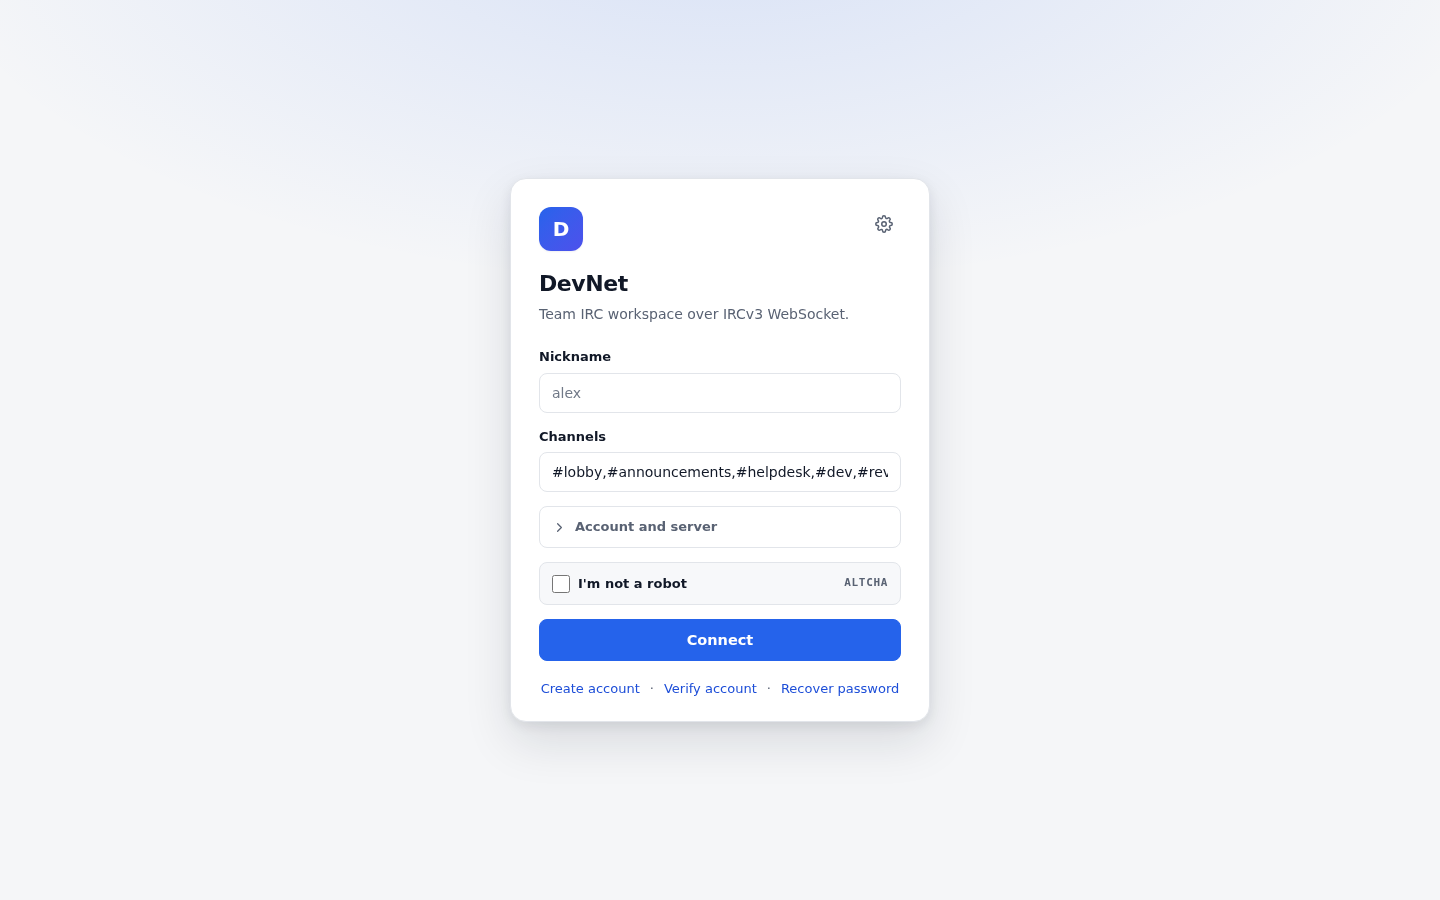 D
DevNet
Team IRC workspace over IRCv3 WebSocket.
Nickname
alex
Channels
#lobby,#announcements,#helpdesk,#dev,#rev
Account and server
I'm not a robot
ALTCHA
Connect
Create account · Verify account · Recover password